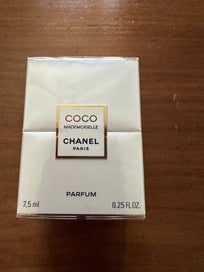 COCO
MADEMOISELLE
CHANEL
PARIS
PARFUM
7,5 ml 0.25 FL. OZ.